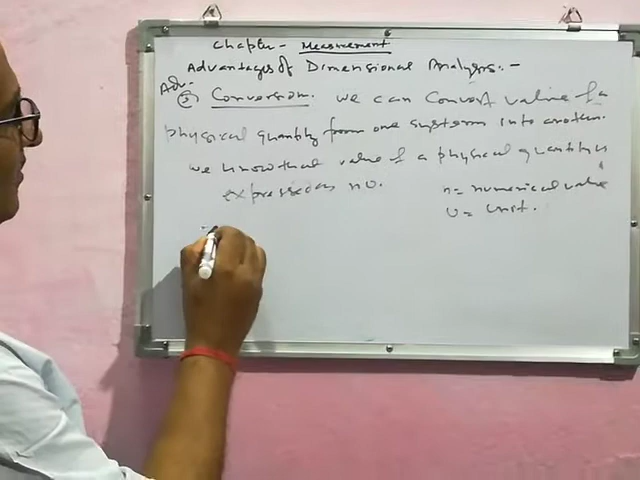 Chapter - Measurement
Advantages of Dimensional Analysis. -
Adv-
③ Conversion. We can Convert value of a
physical quantity from one system into another.
we know that value of a physical quantity is
expressed as nu. n = numerical value
u = unit.